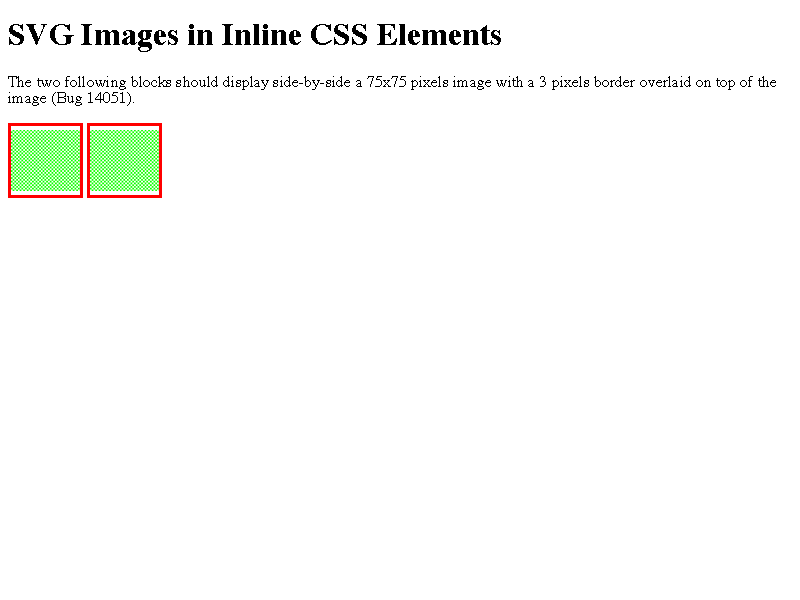 SVG Images in Inline CSS Elements
The two following blocks should display side-by-side a 75x75 pixels image with a 3 pixels border overlaid on top of the
image (Bug 14051).